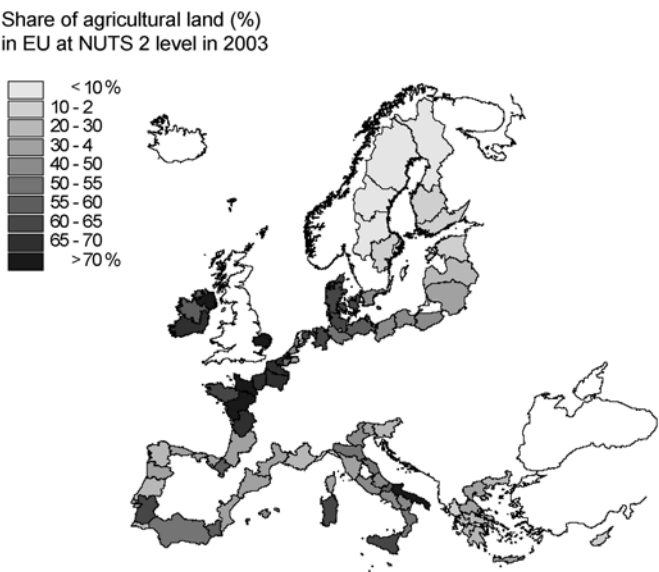 Share of agricultural land (%)
in EU at NUTS 2 level in 2003
< 10 %
10 - 2
20 - 30
30 - 4
40 - 50
50 - 55
55 - 60
60 - 65
65 - 70
> 70 %